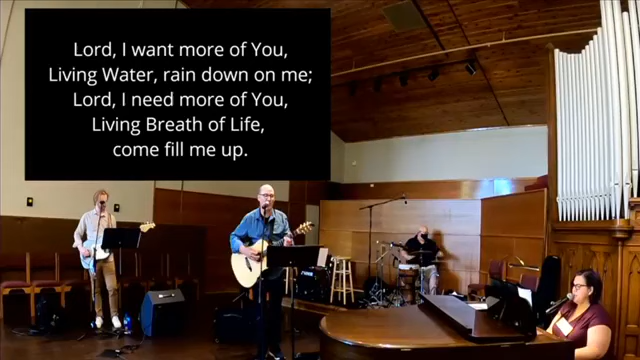 Lord, I want more of You,
Living Water, rain down on me;
Lord, I need more of You,
Living Breath of Life,
come fill me up.